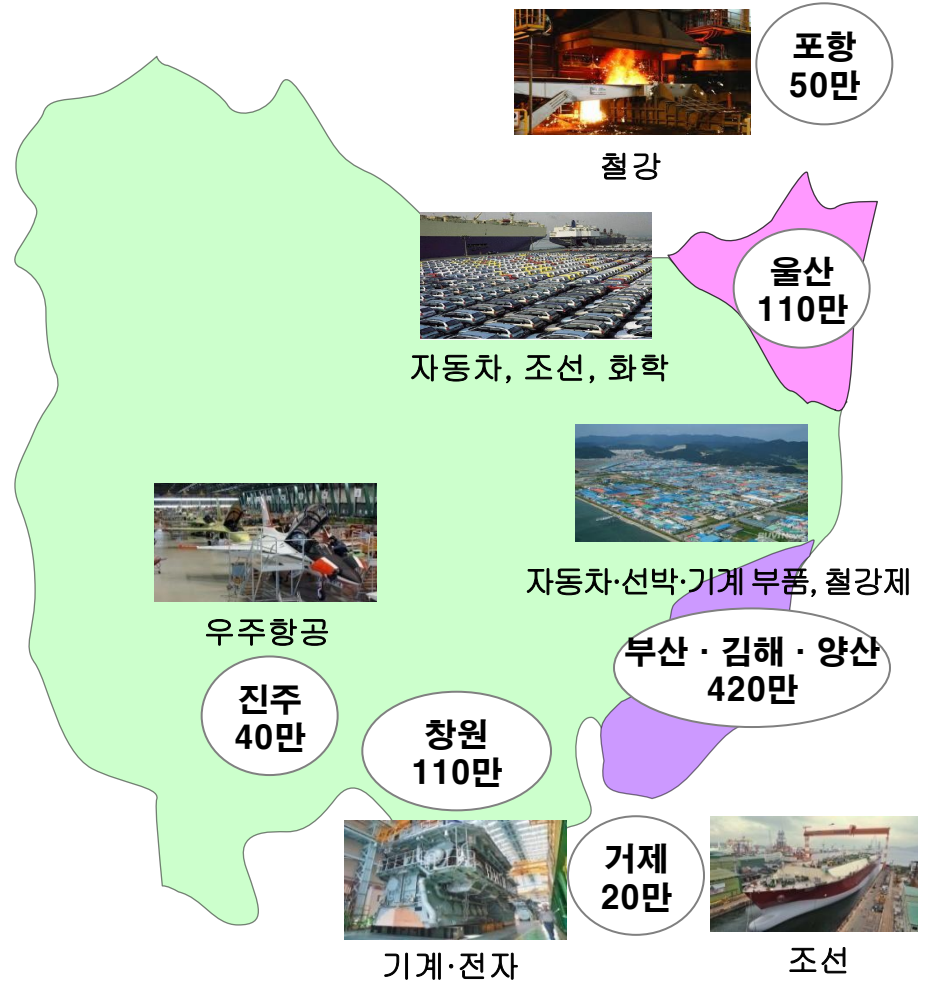 포항
50만
철강
울산
110만
자동차, 조선, 화학
자동차·선박·기계 부품, 철강제
부산 · 김해 · 양산
420만
우주항공
진주
40만
창원
110만
기계·전자
거제
20만
조선